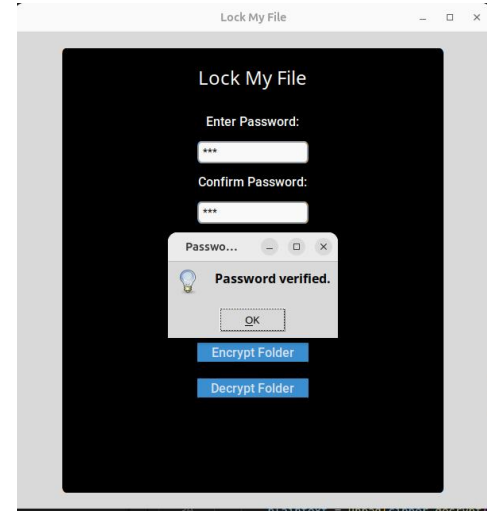 Lock My File
Lock My File
Enter Password:
***
Confirm Password:
***
Passwo...
Password verified.
OK
Encrypt Folder
Decrypt Folder